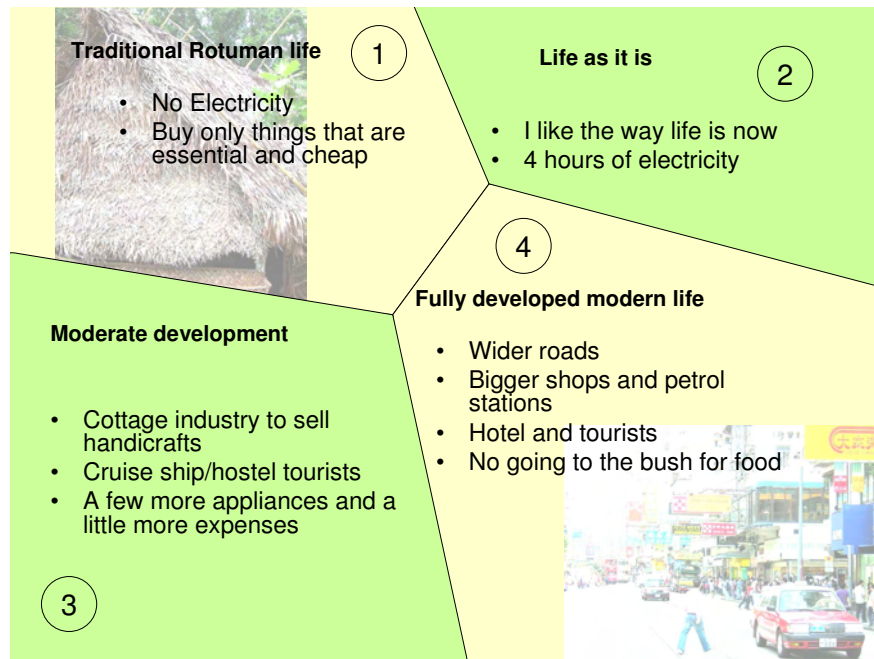 Traditional Rotuman life
1
• No Electricity
• Buy only things that are
essential and cheap
Life as it is
2
• I like the way life is now
• 4 hours of electricity
Moderate development
• Cottage industry to sell
handicrafts
• Cruise ship/hostel tourists
• A few more appliances and a
little more expenses
3
4
Fully developed modern life
• Wider roads
• Bigger shops and petrol
stations
• Hotel and tourists
• No going to the bush for food